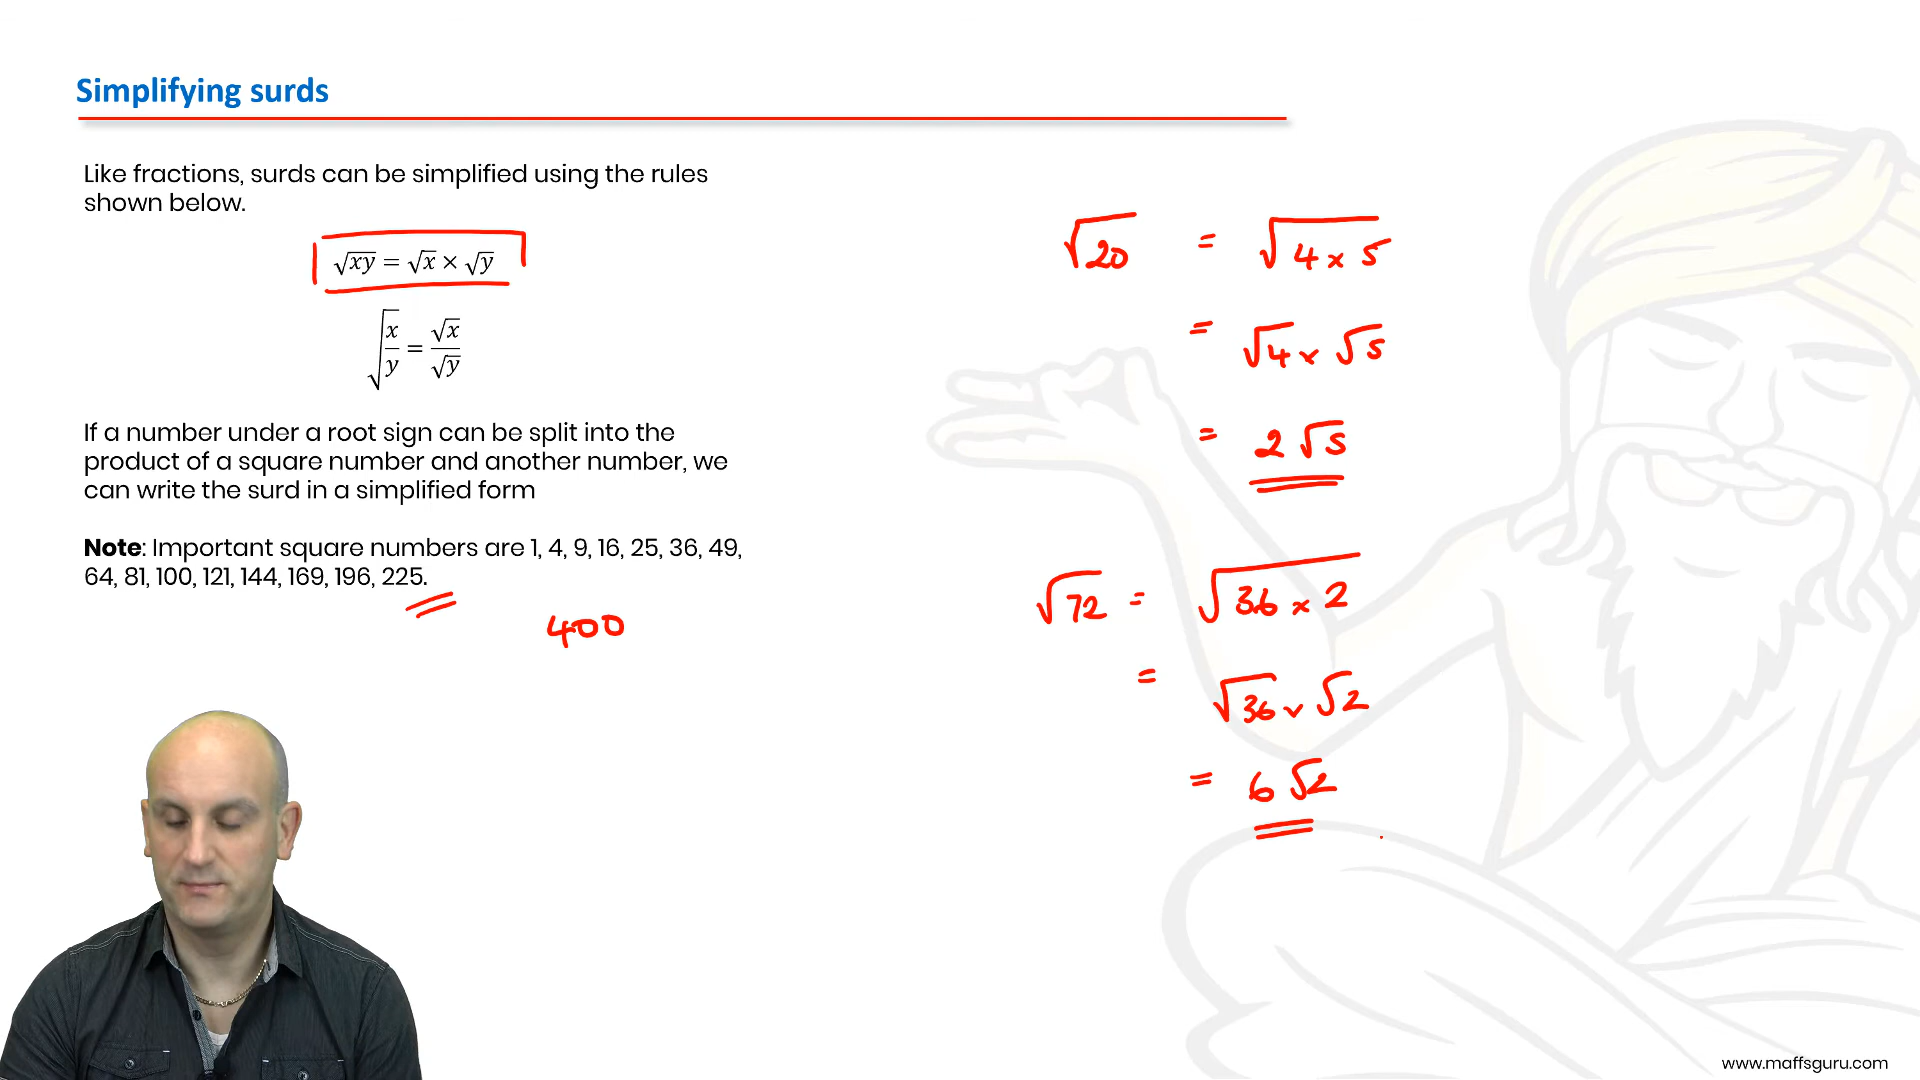 Simplifying surds
Like fractions, surds can be simplified using the rules
shown below.
√xy = √x × √y
√(x/y) = √x/√y
If a number under a root sign can be split into the
product of a square number and another number, we
can write the surd in a simplified form
Note: Important square numbers are 1, 4, 9, 16, 25, 36, 49,
64, 81, 100, 121, 144, 169, 196, 225.
400
√20 = √4 × 5
= √4 × √5
= 2√5
√72 = √36 × 2
= √36 × √2
= 6√2
www.maffsguru.com